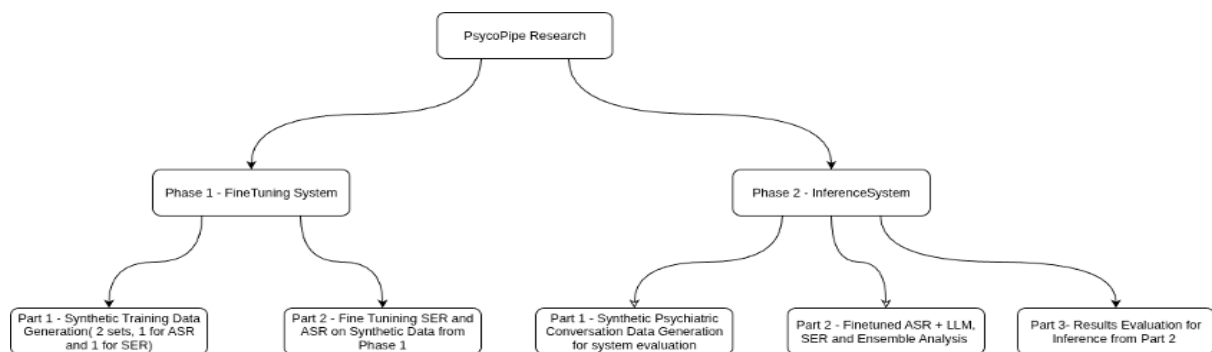 PsycoPipe Research
Phase 1 - FineTuning System
Phase 2 - InferenceSystem
Part 1 - Synthetic Training Data
Generation( 2 sets, 1 for ASR
and 1 for SER)
Part 2 - Fine Tunining SER and
ASR on Synthetic Data from
Phase 1
Part 1 - Synthetic Psychiatric
Conversation Data Generation
for system evaluation
Part 2 - Finetuned ASR + LLM,
SER and Ensemble Analysis
Part 3- Results Evaluation for
Inference from Part 2